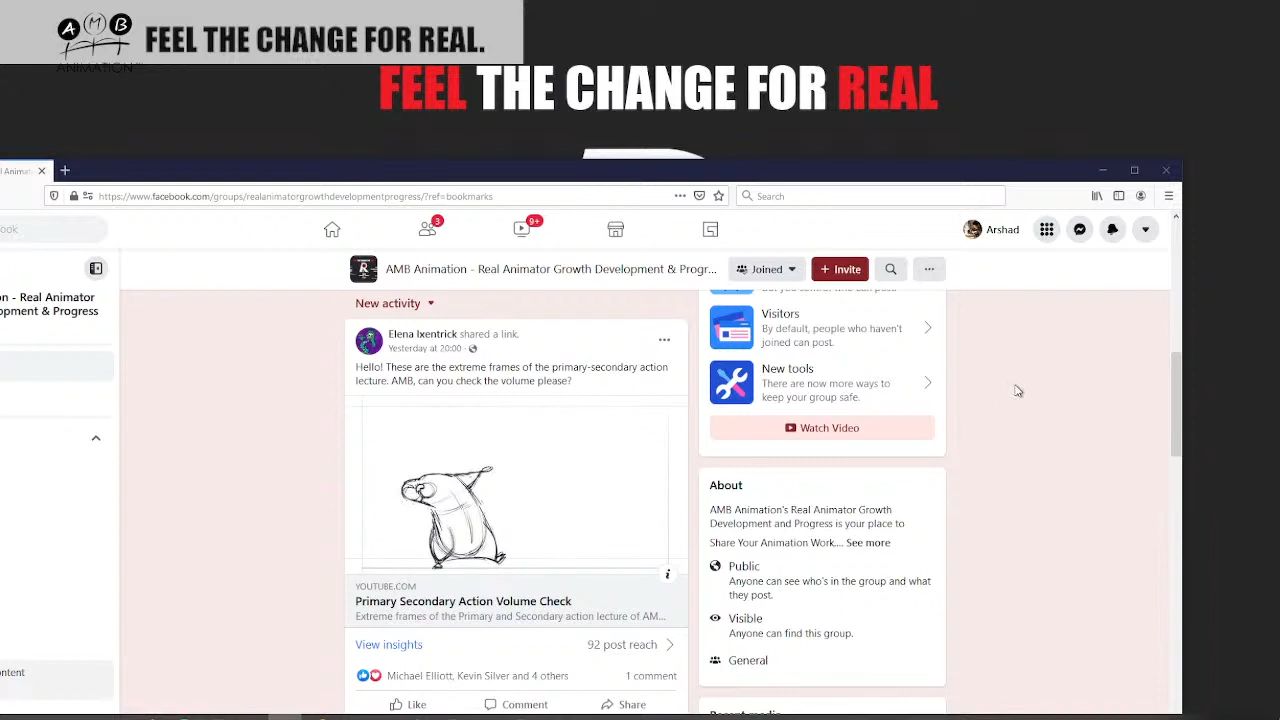 AMB
ANIMATION
FEEL THE CHANGE FOR REAL.
FEEL THE CHANGE FOR REAL
https://www.facebook.com/groups/realanimatorgrowthdevelopmentprogress/?ref=bookmarks
Search
3
9+
Arshad
AMB Animation - Real Animator Growth Development & Progr...
Joined
+ Invite
New activity
Elena Ixentrick shared a link.
Yesterday at 20:00 ·
Hello! These are the extreme frames of the primary-secondary action
lecture. AMB, can you check the volume please?
YOUTUBE.COM
Primary Secondary Action Volume Check
Extreme frames of the Primary and Secondary action lecture of AM...
View insights
92 post reach
Michael Elliott, Kevin Silver and 4 others
1 comment
Like
Comment
Share
Visitors
By default, people who haven't
joined can post.
New tools
There are now more ways to
keep your group safe.
Watch Video
About
AMB Animation's Real Animator Growth
Development and Progress is your place to
Share Your Animation Work.... See more
Public
Anyone can see who's in the group and what
they post.
Visible
Anyone can find this group.
General
Recent media